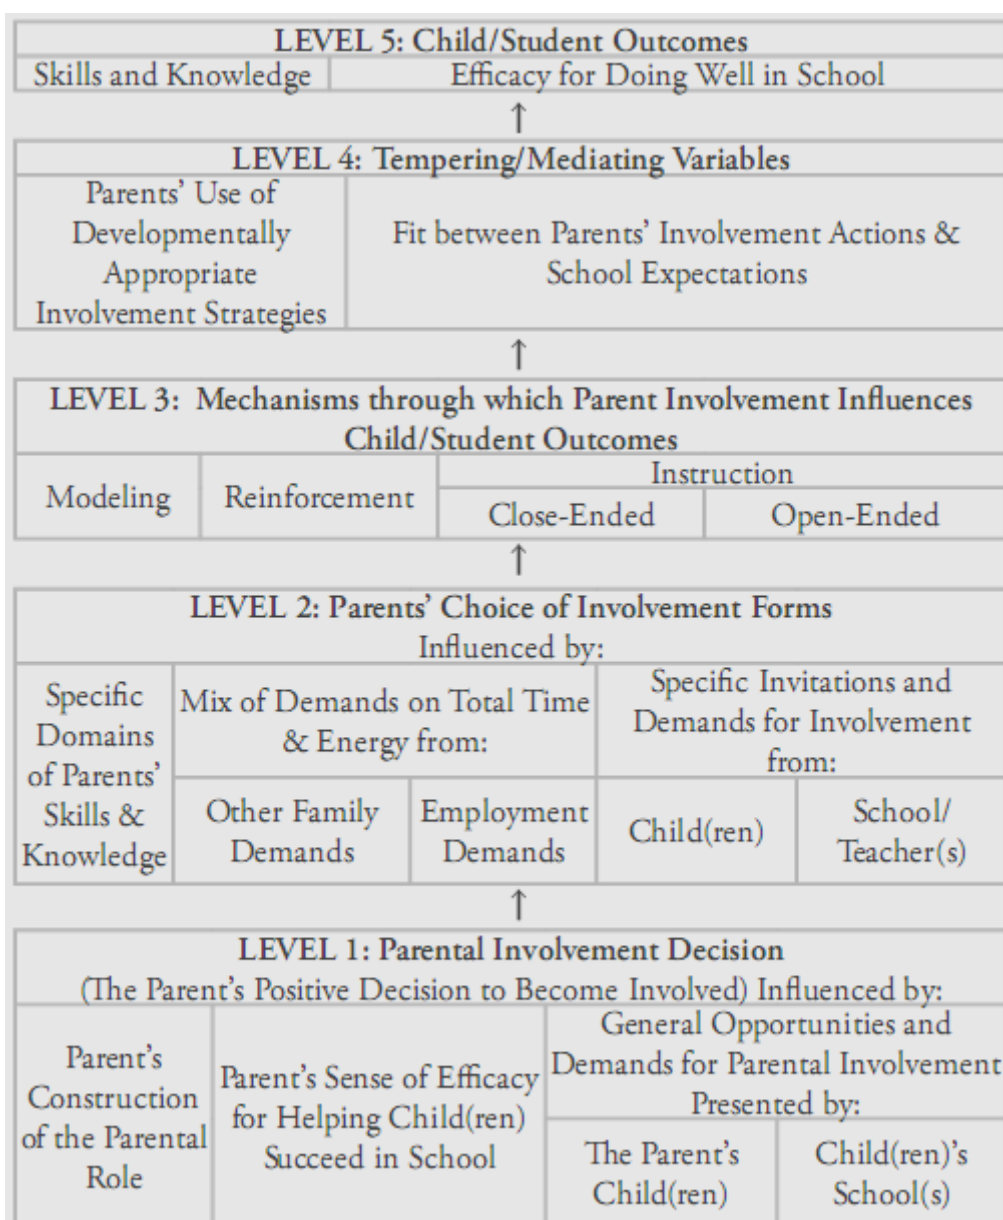 LEVEL 5: Child/Student Outcomes
Skills and Knowledge
Efficacy for Doing Well in School
↑
LEVEL 4: Tempering/Mediating Variables
Parents' Use of
Developmentally
Appropriate
Involvement Strategies
Fit between Parents' Involvement Actions &
School Expectations
↑
LEVEL 3: Mechanisms through which Parent Involvement Influences
Child/Student Outcomes
Modeling
Reinforcement
Instruction
Close-Ended
Open-Ended
↑
LEVEL 2: Parents' Choice of Involvement Forms
Influenced by:
Specific
Domains
of Parents'
Skills &
Knowledge
Mix of Demands on Total Time
& Energy from:
Other Family
Demands
Employment
Demands
Specific Invitations and
Demands for Involvement
from:
Child(ren)
School/
Teacher(s)
↑
LEVEL 1: Parental Involvement Decision
(The Parent's Positive Decision to Become Involved) Influenced by:
Parent's
Construction
of the Parental
Role
Parent's Sense of Efficacy
for Helping Child(ren)
Succeed in School
General Opportunities and
Demands for Parental Involvement
Presented by:
The Parent's
Child(ren)
Child(ren)'s
School(s)